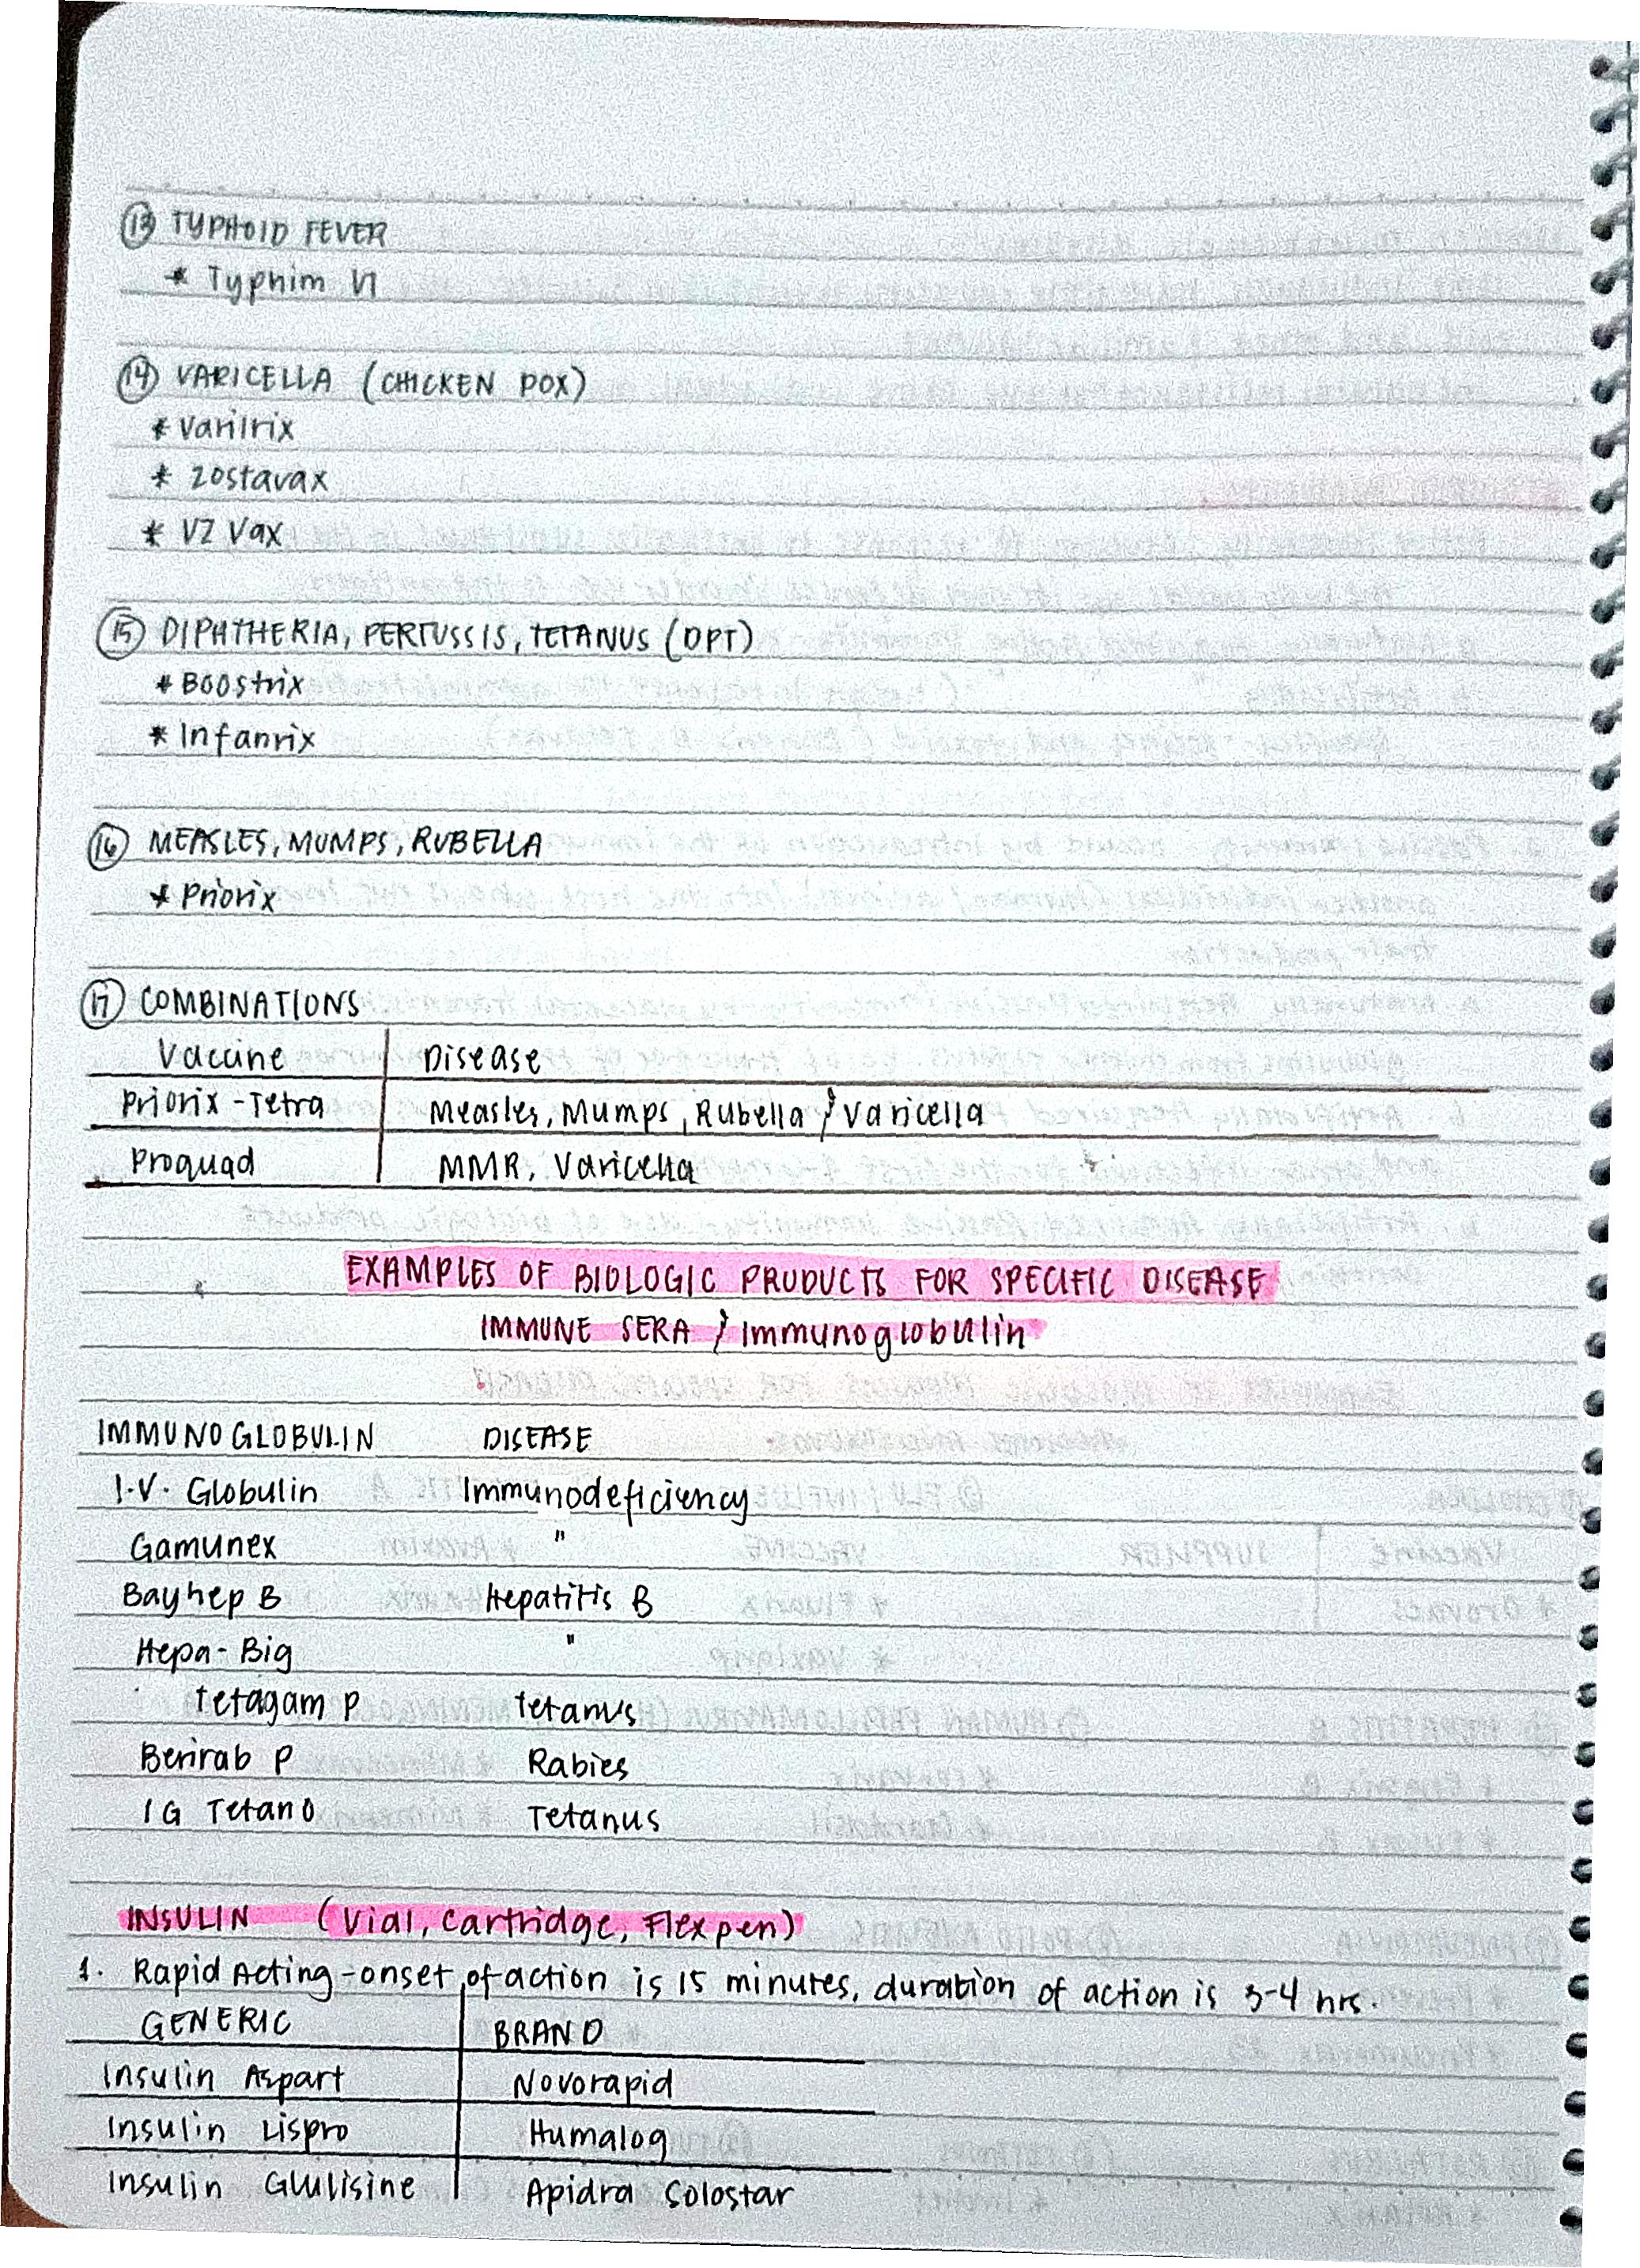 ⑬ TYPHOID FEVER
* Typhim VI
⑭ VARICELLA (CHICKEN POX)
* Varilrix
* Zostavax
* VZ Vax
⑮ DIPHTHERIA, PERTUSSIS, TETANUS (DPT)
* Boostrix
* Infanrix
⑯ MEASLES, MUMPS, RUBELLA
* Priorix
⑰ COMBINATIONS
Vaccine Disease
Priorix-Tetra Measles, Mumps, Rubella & Varicella
Proquad MMR, Varicella
EXAMPLES OF BIOLOGIC PRODUCTS FOR SPECIFIC DISEASE
IMMUNE SERA & Immunoglobulin
IMMUNOGLOBULIN DISEASE
I.V. Globulin Immunodeficiency
Gamunex "
Bayhep B Hepatitis B
Hepa-Big "
Tetagam P Tetanus
Berirab P Rabies
IG Tetano Tetanus
INSULIN (Vial, Cartridge, Flexpen)
1. Rapid Acting - onset of action is 15 minutes, duration of action is 3-4 hrs.
GENERIC BRAND
Insulin Aspart Novorapid
Insulin Lispro Humalog
Insulin Glulisine Apidra Solostar